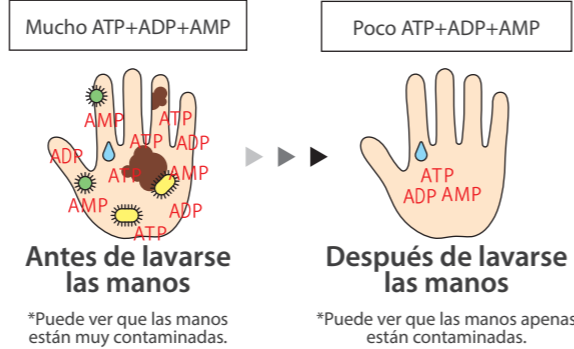 Mucho ATP+ADP+AMP
AMP
ATP
ATP
ADP
ADP
ATP
AMP
AMP
ADP
ATP
Antes de lavarse
las manos
*Puede ver que las manos
están muy contaminadas.
Poco ATP+ADP+AMP
ATP
ADP AMP
Después de lavarse
las manos
*Puede ver que las manos apenas
están contaminadas.